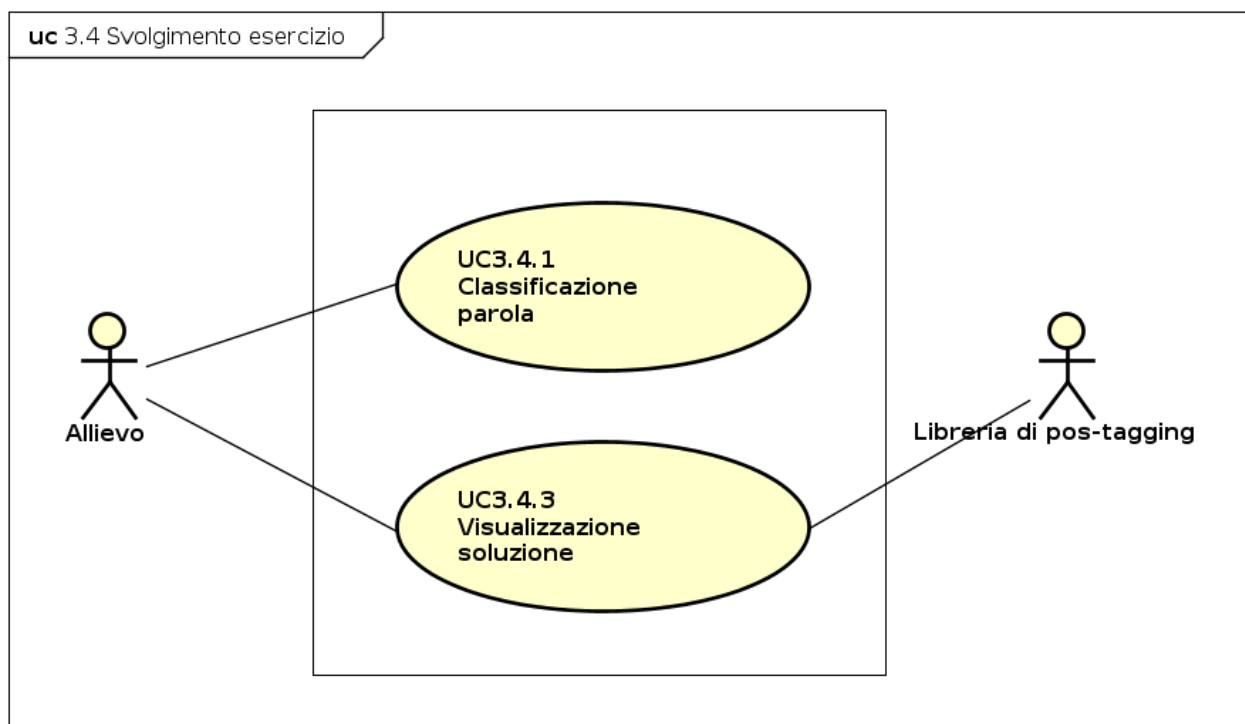 uc 3.4 Svolgimento esercizio
UC3.4.1
Classificazione
parola
Allievo
Libreria di pos-tagging
UC3.4.3
Visualizzazione
soluzione